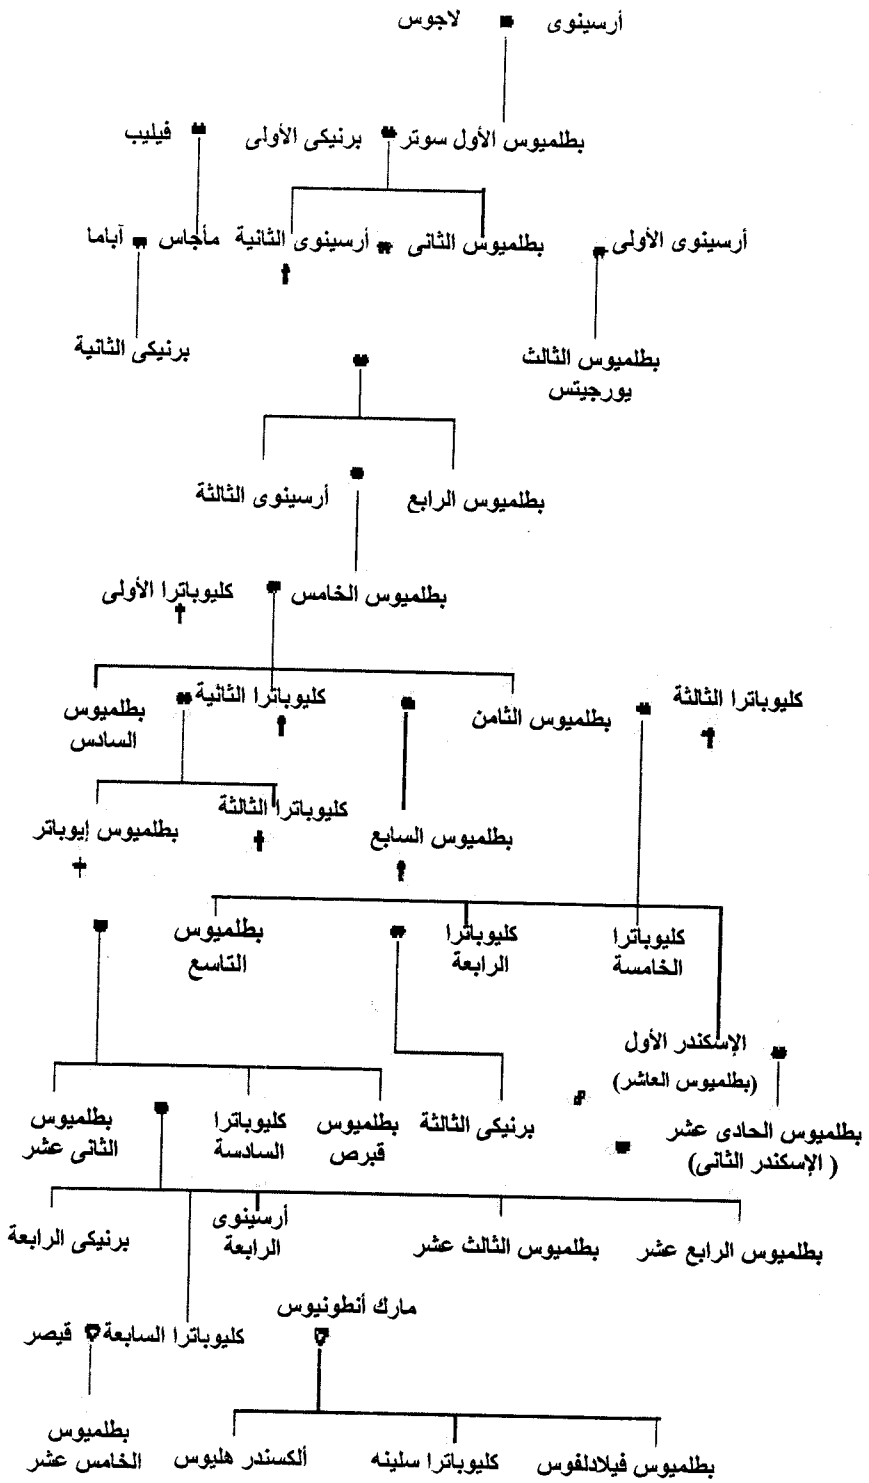 أرسينوى لاجوس
بطلميوس الأول سوتر برنيكى الأولى فيليب
أرسينوى الأولى بطلميوس الثانى أرسينوى الثانية مأجاس آباما
بطلميوس الثالث برنيكى الثانية
يورجيتس
بطلميوس الرابع أرسينوى الثالثة
بطلميوس الخامس كليوباترا الأولى
كليوباترا الثالثة بطلميوس الثامن كليوباترا الثانية بطلميوس
السادس
بطلميوس السابع كليوباترا الثالثة بطلميوس إيوباتر
كليوباترا كليوباترا بطلميوس
الخامسة الرابعة التاسع
الإسكندر الأول
(بطلميوس العاشر)
بطلميوس الحادى عشر برنيكى الثالثة بطلميوس كليوباترا بطلميوس
(الإسكندر الثانى) قبرص السادسة الثانى عشر
بطلميوس الرابع عشر بطلميوس الثالث عشر أرسينوى برنيكى الرابعة
الرابعة
مارك أنطونيوس
كليوباترا السابعة قيصر
بطلميوس فيلادلفوس كليوباترا سلينه ألكسندر هليوس بطلميوس
الخامس عشر